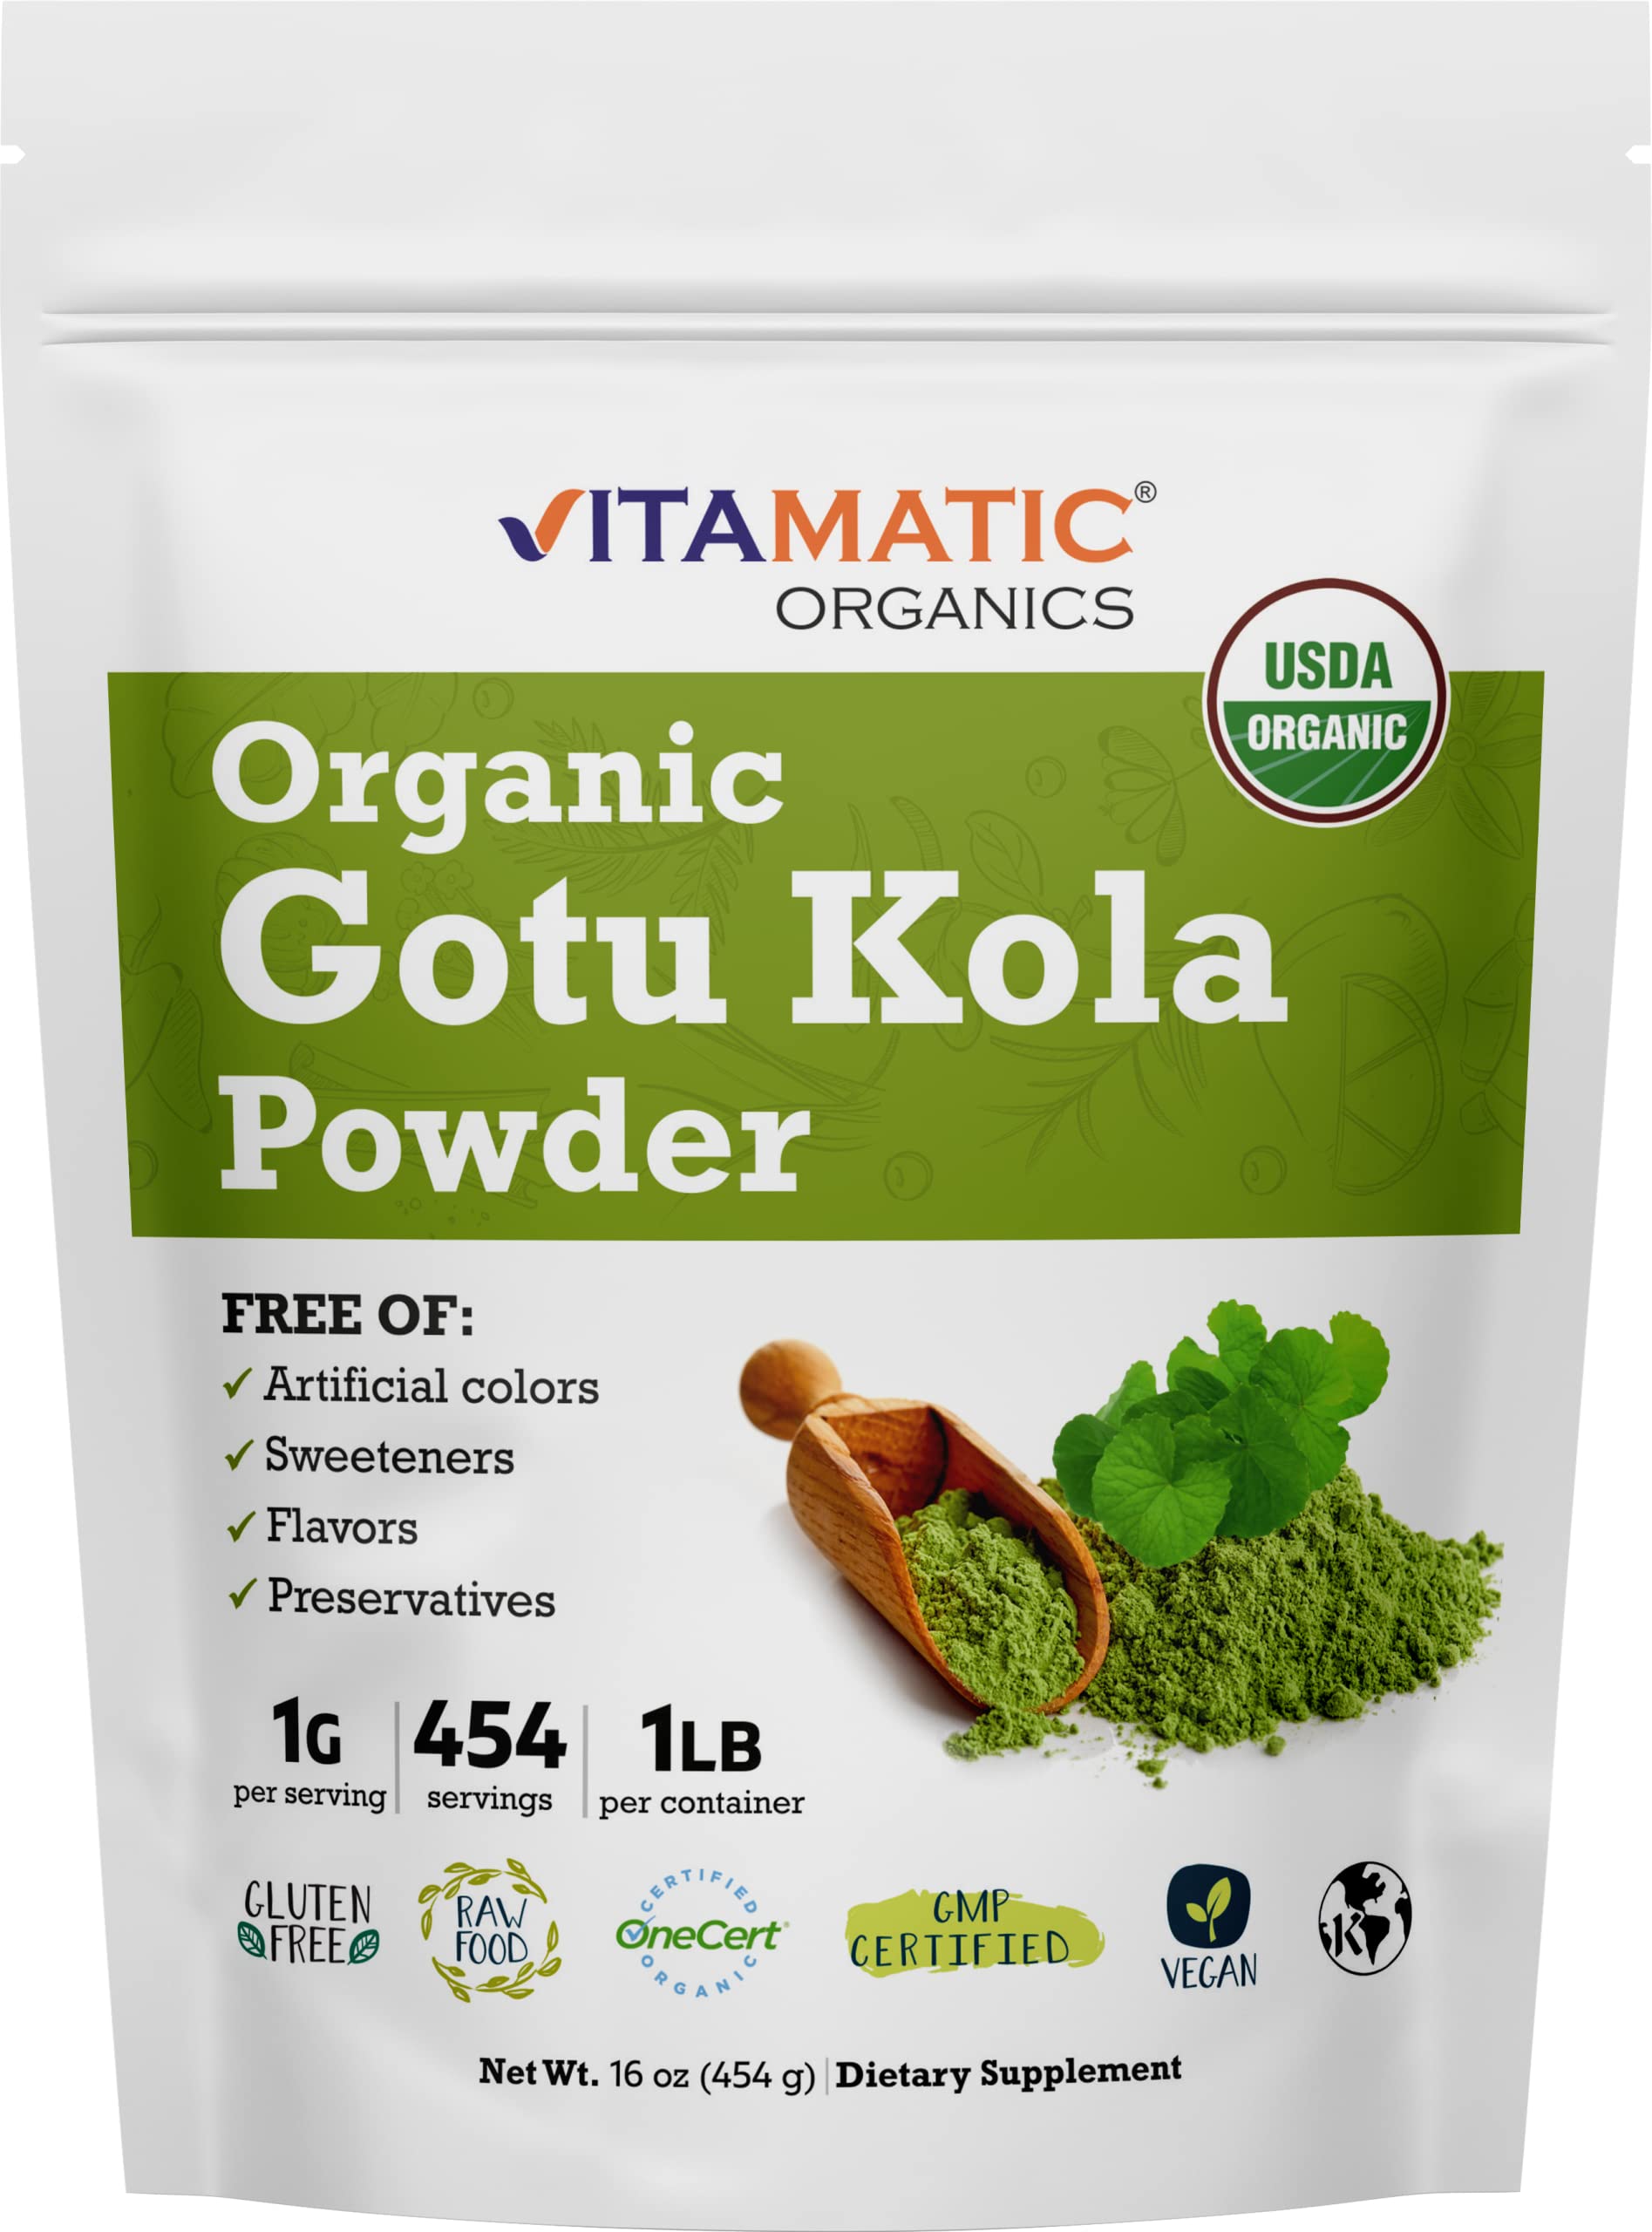 VITAMATIC®
ORGANICS
USDA
ORGANIC
Organic
Gotu Kola
Powder
FREE OF:
✓ Artificial colors
✓ Sweeteners
✓ Flavors
✓ Preservatives
1G
per serving
454
servings
1LB
per container
GLUTEN
FREE
RAW
FOOD
CERTIFIED
OneCert®
ORGANIC
GMP
CERTIFIED
VEGAN
K
Net Wt. 16 oz (454 g) | Dietary Supplement